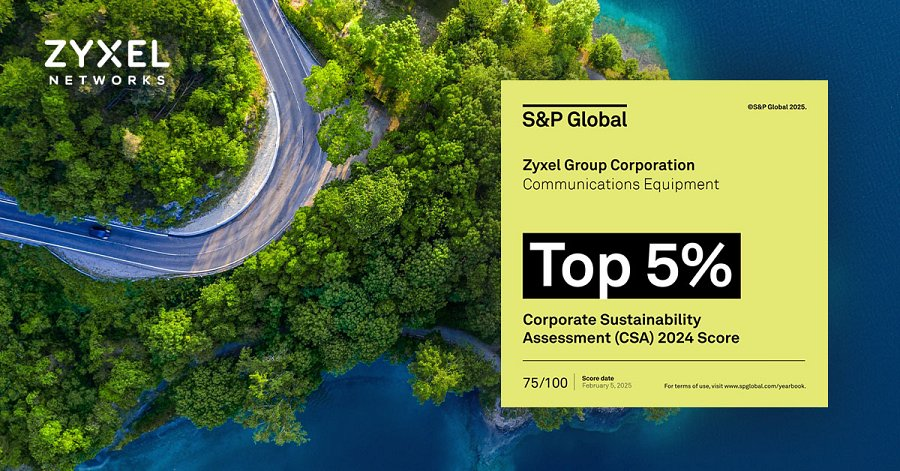 ZYXEL
NETWORKS
S&P Global
©S&P Global 2025.
Zyxel Group Corporation
Communications Equipment
Top 5%
Corporate Sustainability
Assessment (CSA) 2024 Score
75/100
Score date
February 5, 2025
For terms of use, visit www.spglobal.com/yearbook.